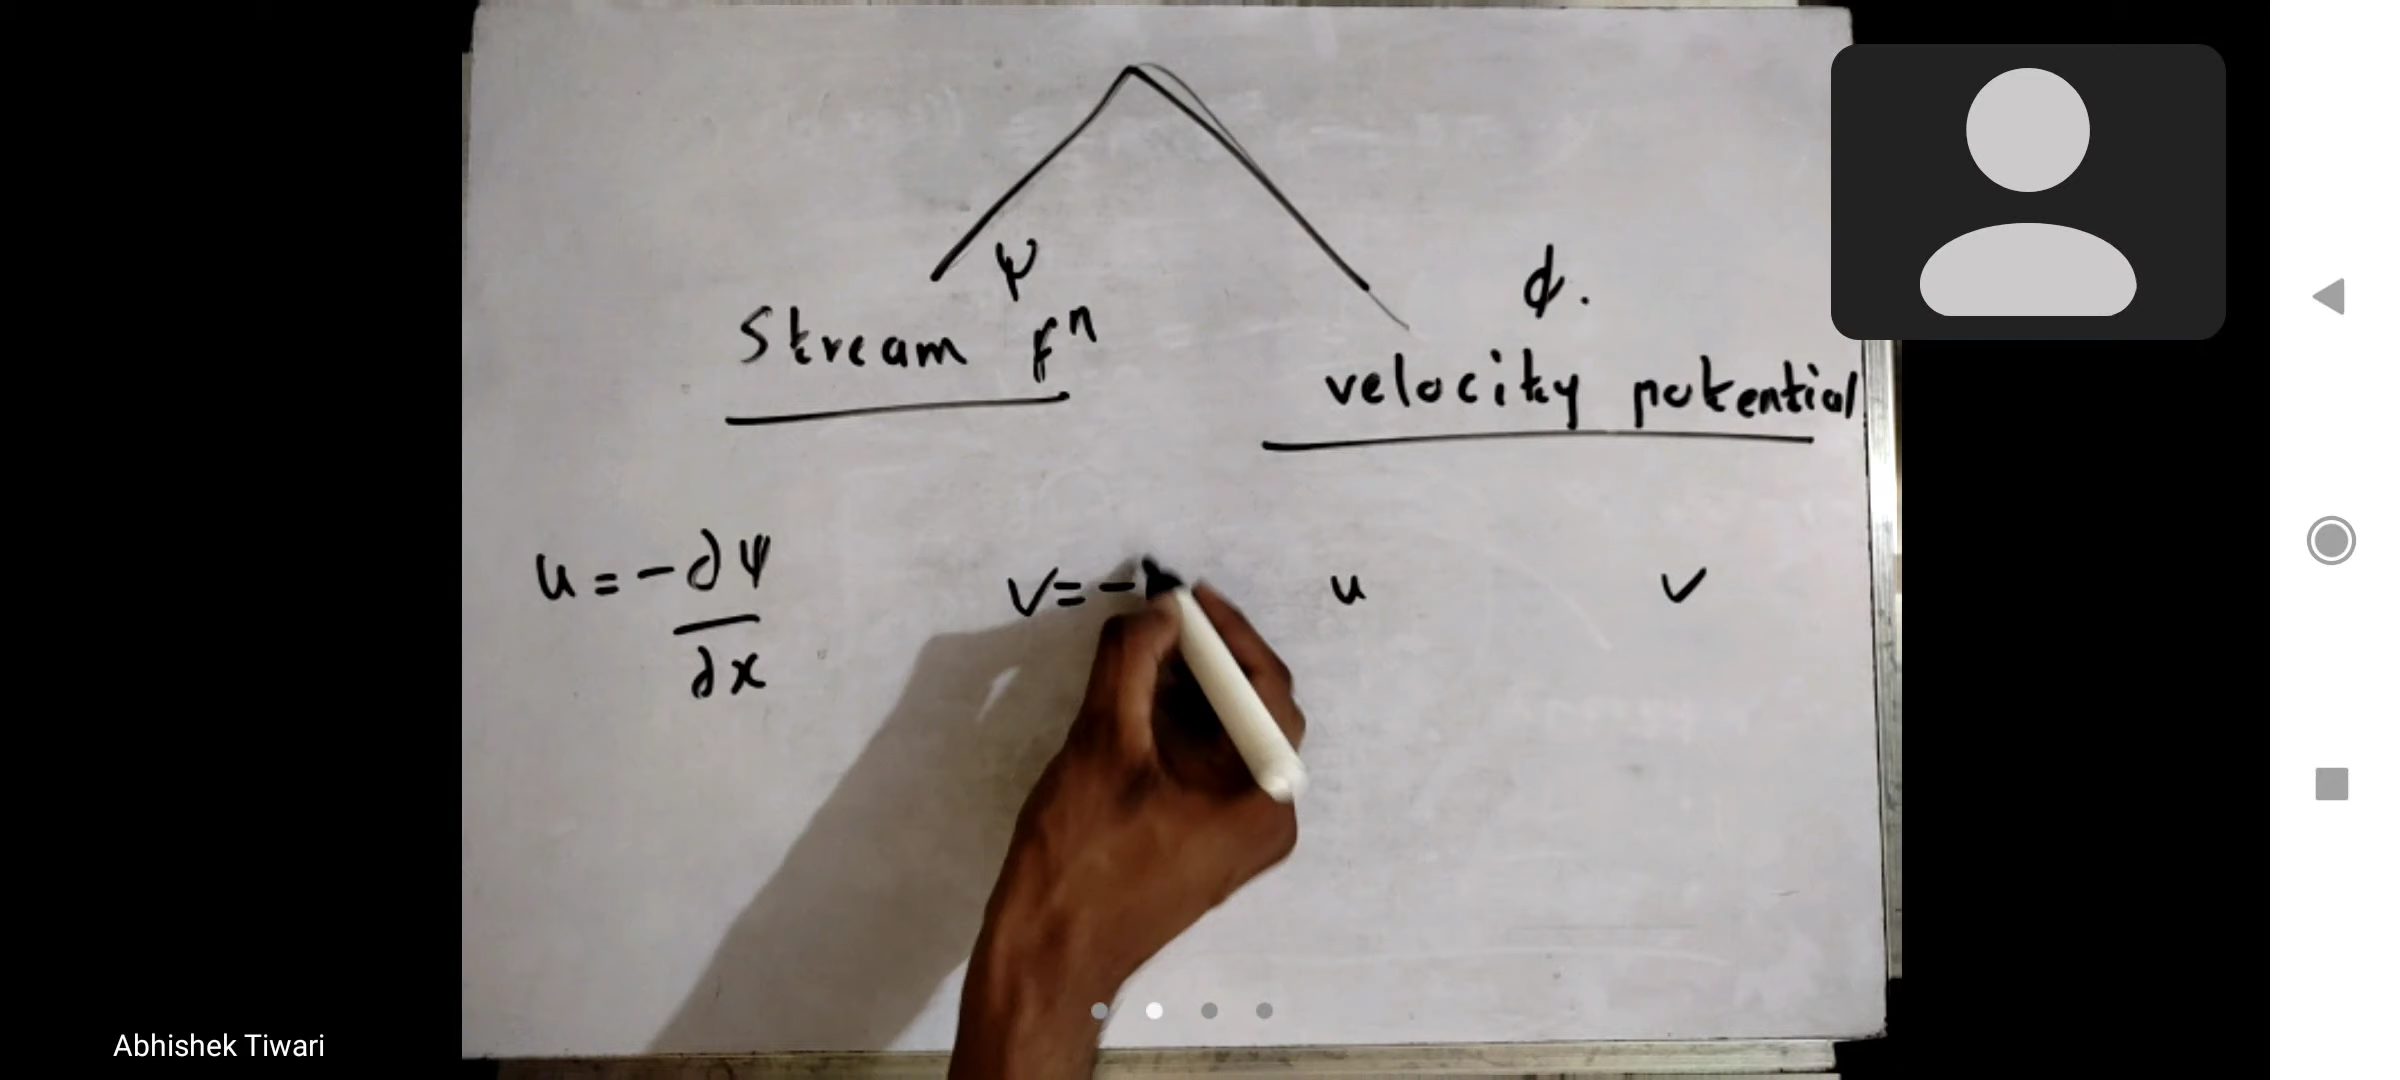 ψ
Stream fⁿ
ϕ.
velocity potential
u = -∂ψ/∂x
v = -
u
v
Abhishek Tiwari